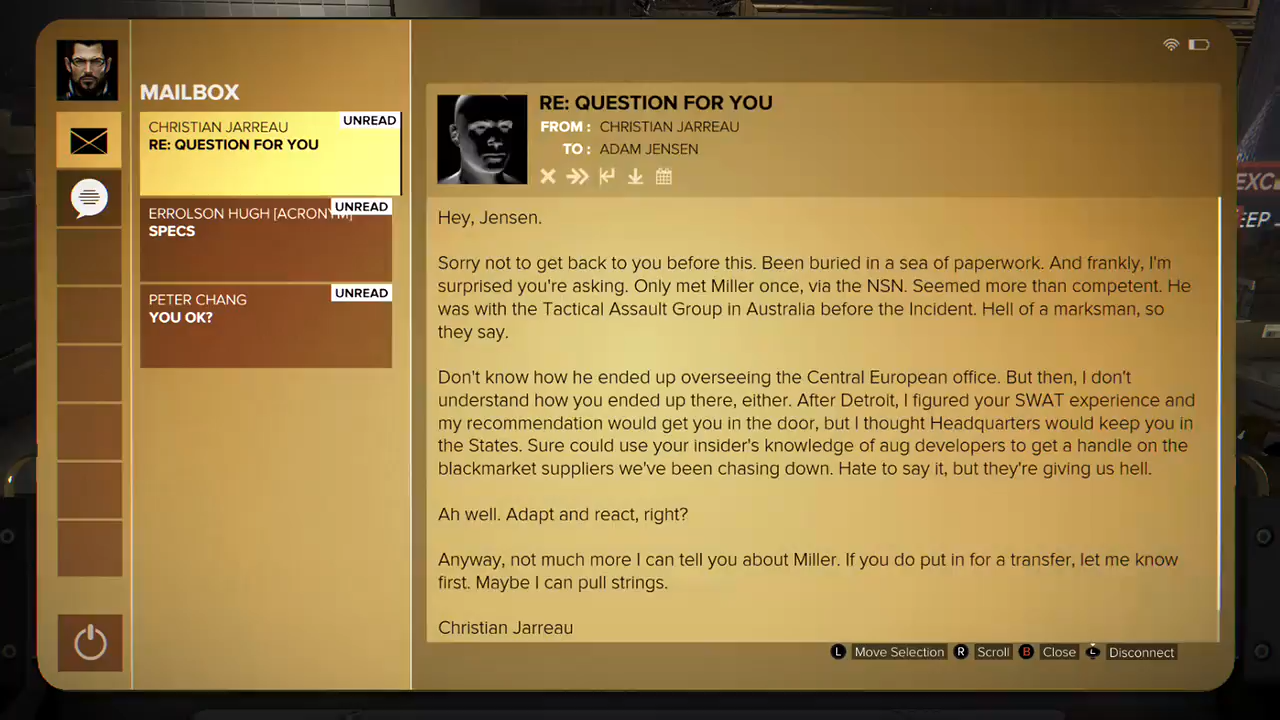 MAILBOX
UNREAD
CHRISTIAN JARREAU
RE: QUESTION FOR YOU
UNREAD
ERROLSON HUGH [ACRONYM]
SPECS
UNREAD
PETER CHANG
YOU OK?
RE: QUESTION FOR YOU
FROM : CHRISTIAN JARREAU
TO : ADAM JENSEN
Hey, Jensen.
Sorry not to get back to you before this. Been buried in a sea of paperwork. And frankly, I'm
surprised you're asking. Only met Miller once, via the NSN. Seemed more than competent. He
was with the Tactical Assault Group in Australia before the Incident. Hell of a marksman, so
they say.
Don't know how he ended up overseeing the Central European office. But then, I don't
understand how you ended up there, either. After Detroit, I figured your SWAT experience and
my recommendation would get you in the door, but I thought Headquarters would keep you in
the States. Sure could use your insider's knowledge of aug developers to get a handle on the
blackmarket suppliers we've been chasing down. Hate to say it, but they're giving us hell.
Ah well. Adapt and react, right?
Anyway, not much more I can tell you about Miller. If you do put in for a transfer, let me know
first. Maybe I can pull strings.
Christian Jarreau
L Move Selection R Scroll B Close L Disconnect